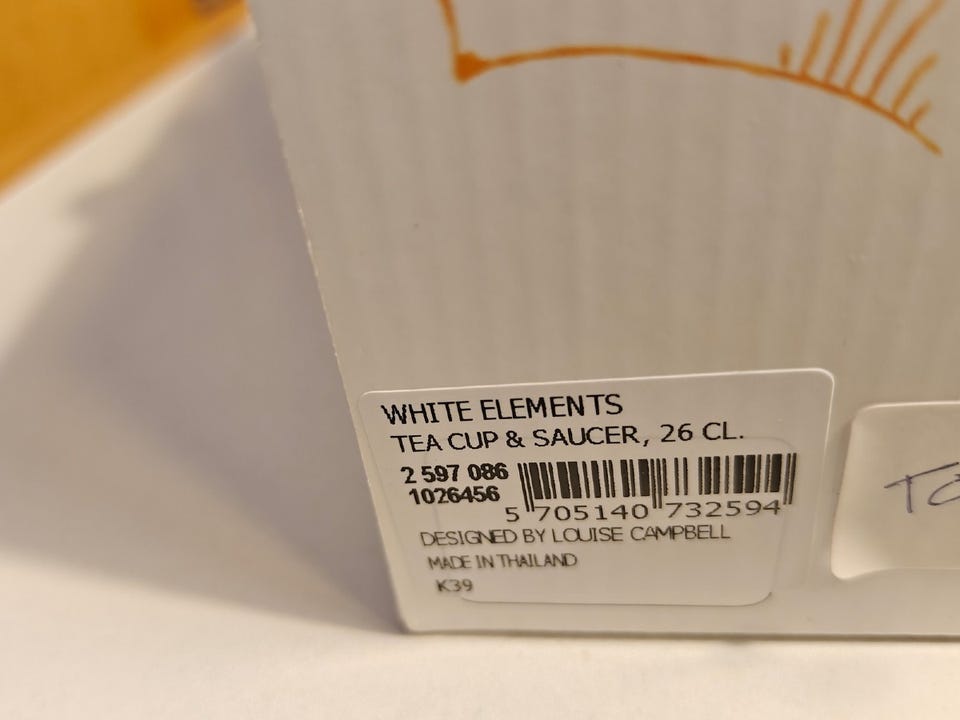 WHITE ELEMENTS
TEA CUP & SAUCER, 26 CL.
2 597 086
1026456
5 705140 732594
DESIGNED BY LOUISE CAMPBELL
MADE IN THAILAND
K39